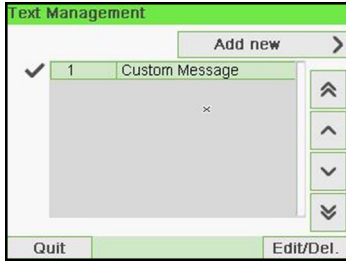 Text Management
Add new
1 Custom Message
Quit Edit/Del.